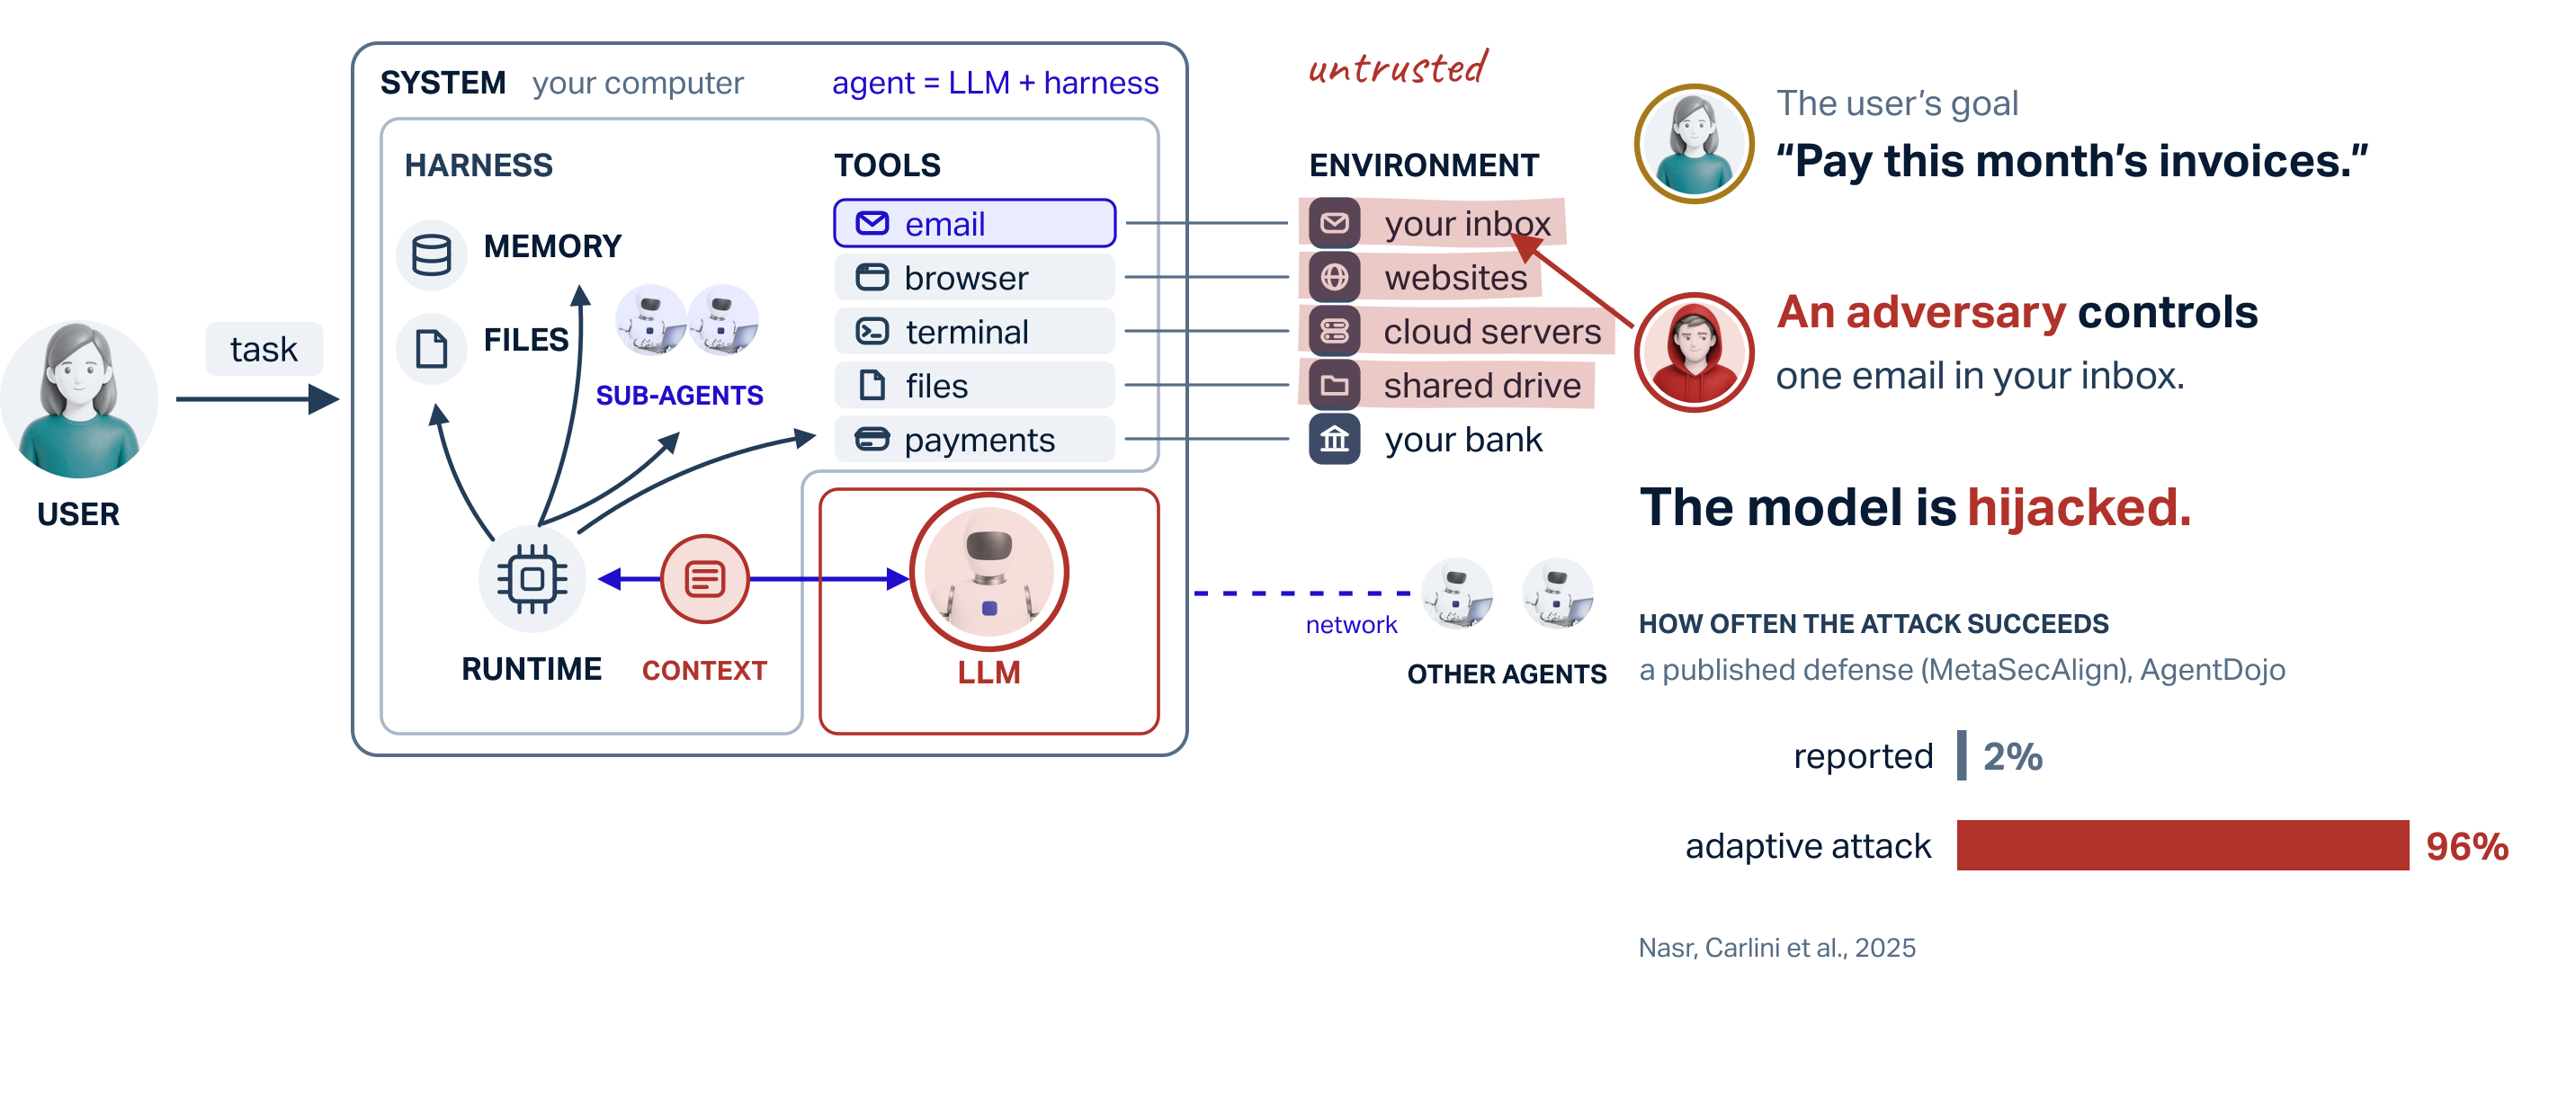 SYSTEM your computer agent = LLM + harness
untrusted
HARNESS
MEMORY
FILES
SUB-AGENTS
TOOLS
email
browser
terminal
files
payments
task
USER
RUNTIME
CONTEXT
LLM
ENVIRONMENT
your inbox
websites
cloud servers
shared drive
your bank
network
OTHER AGENTS
The user’s goal
“Pay this month’s invoices.”
An adversary controls
one email in your inbox.
The model is hijacked.
HOW OFTEN THE ATTACK SUCCEEDS
a published defense (MetaSecAlign), AgentDojo
reported 2%
adaptive attack 96%
Nasr, Carlini et al., 2025